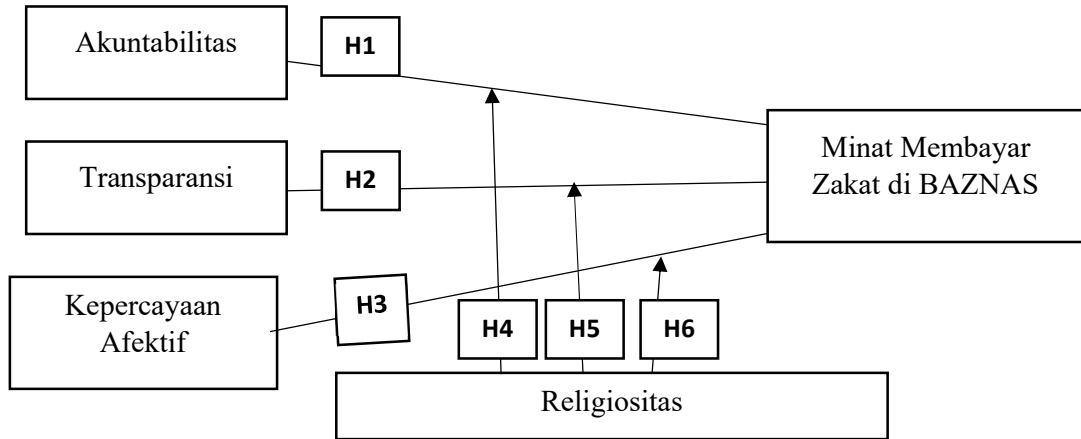 Akuntabilitas
H1
Transparansi
H2
Minat Membayar
Zakat di BAZNAS
Kepercayaan
Afektif
H3
H4
H5
H6
Religiositas